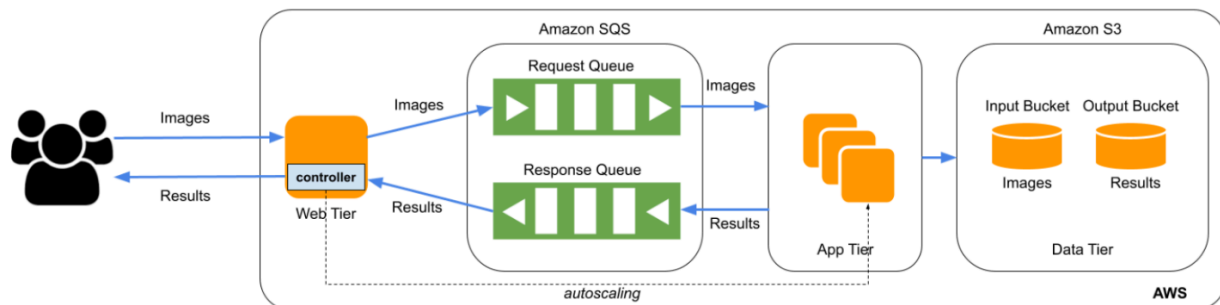 Amazon SQS
Amazon S3
Request Queue
Images
Images
Images
Input Bucket
Output Bucket
controller
Response Queue
Images
Results
Results
Web Tier
Results
Results
App Tier
Data Tier
autoscaling
AWS